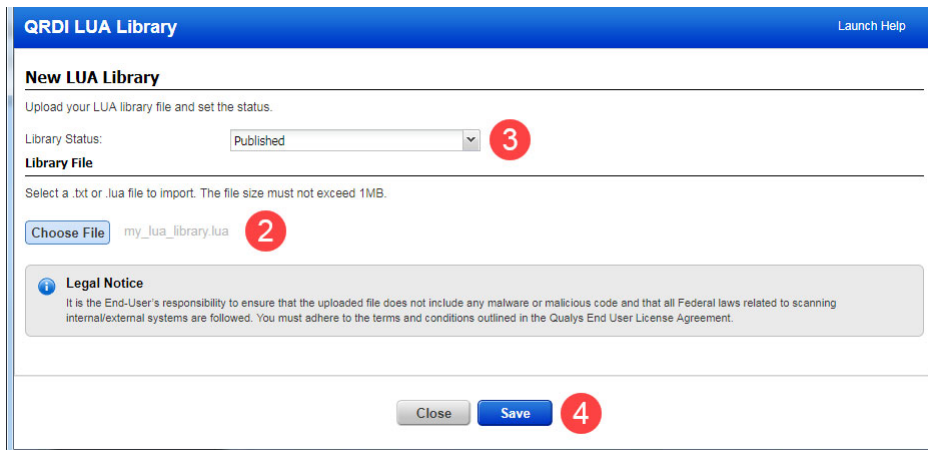 QRDI LUA Library
Launch Help
New LUA Library
Upload your LUA library file and set the status.
Library Status:
Published
3
Library File
Select a .txt or .lua file to import. The file size must not exceed 1MB.
Choose File
my_lua_library.lua
2
Legal Notice
It is the End-User's responsibility to ensure that the uploaded file does not include any malware or malicious code and that all Federal laws related to scanning
internal/external systems are followed. You must adhere to the terms and conditions outlined in the Qualys End User License Agreement.
Close
Save
4